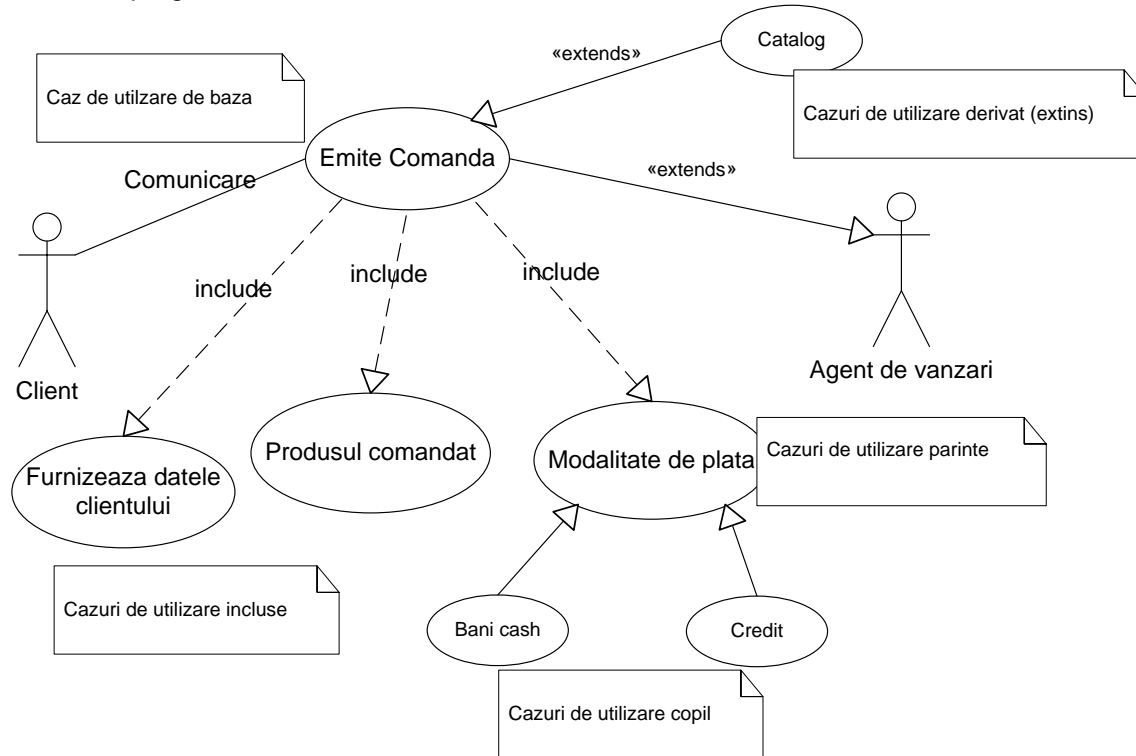 Catalog
«extends»
Caz de utilzare de baza
Cazuri de utilizare derivat (extins)
Emite Comanda
«extends»
Comunicare
include
include
include
Client
Agent de vanzari
Produsul comandat
Modalitate de plata
Cazuri de utilizare parinte
Furnizeaza datele
clientului
Cazuri de utilizare incluse
Bani cash
Credit
Cazuri de utilizare copil